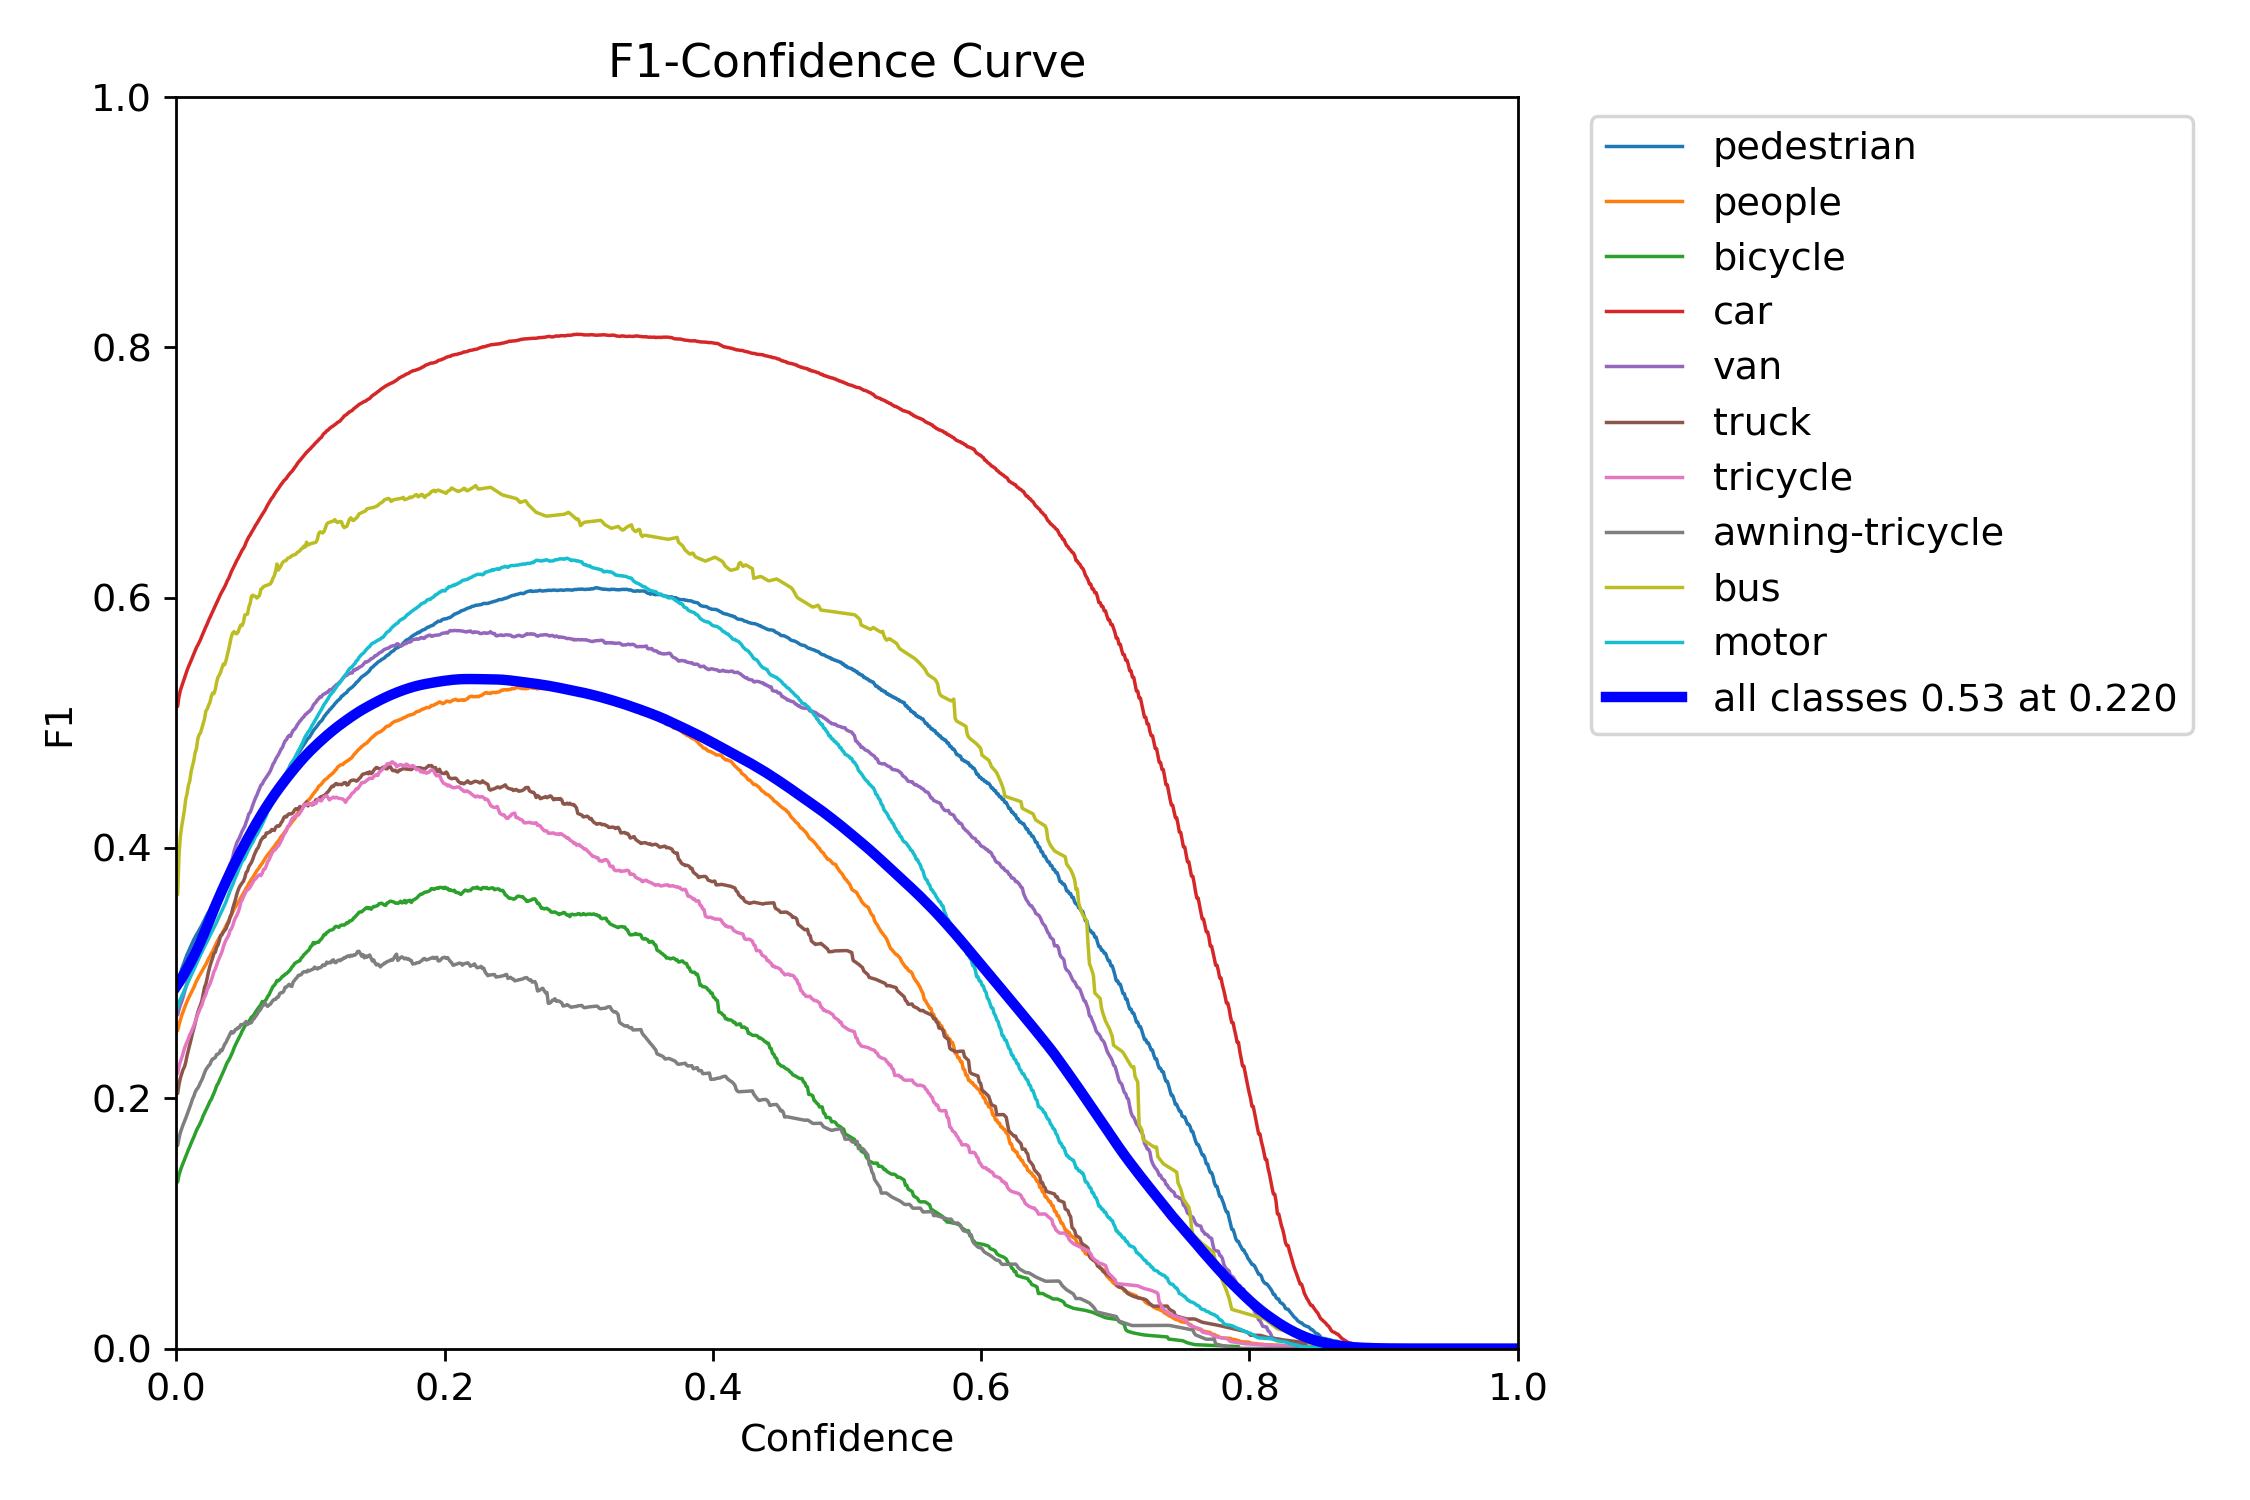 F1-Confidence Curve
1.0
0.8
0.6
0.4
0.2
0.0
F1
0.0 0.2 0.4 0.6 0.8 1.0
Confidence
pedestrian
people
bicycle
car
van
truck
tricycle
awning-tricycle
bus
motor
all classes 0.53 at 0.220